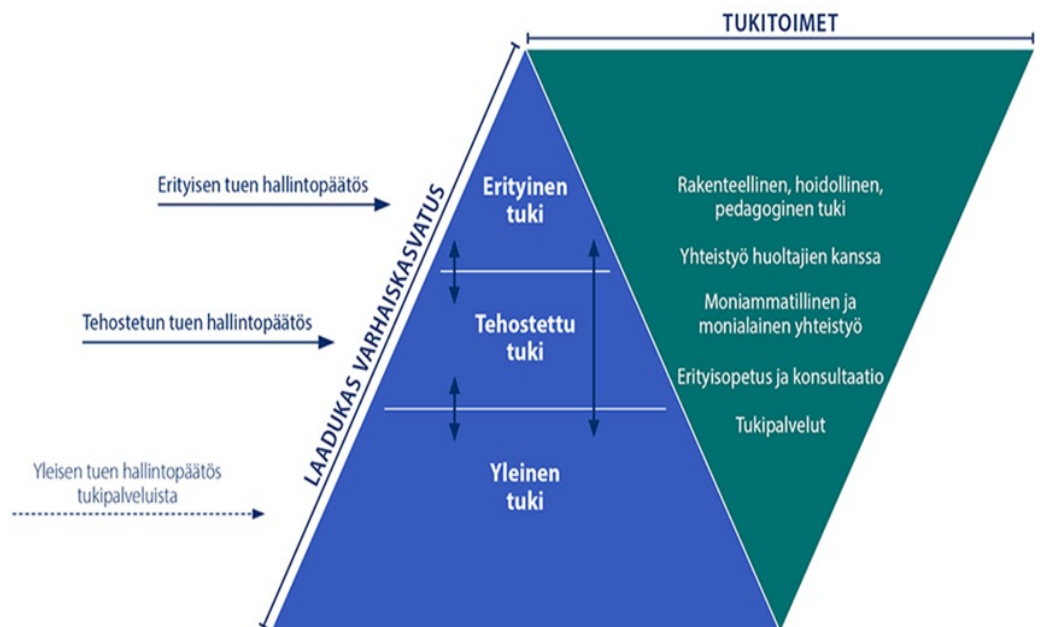 TUKITOIMET
LAADUKAS VARHAISKASVATUS
Erityisen tuen hallintopäätös
Tehostetun tuen hallintopäätös
Yleisen tuen hallintopäätös
tukipalveluista
Erityinen
tuki
Tehostettu
tuki
Yleinen
tuki
Rakenteellinen, hoidollinen,
pedagoginen tuki
Yhteistyö huoltajien kanssa
Moniammatillinen ja
monialainen yhteistyö
Erityisopetus ja konsultaatio
Tukipalvelut